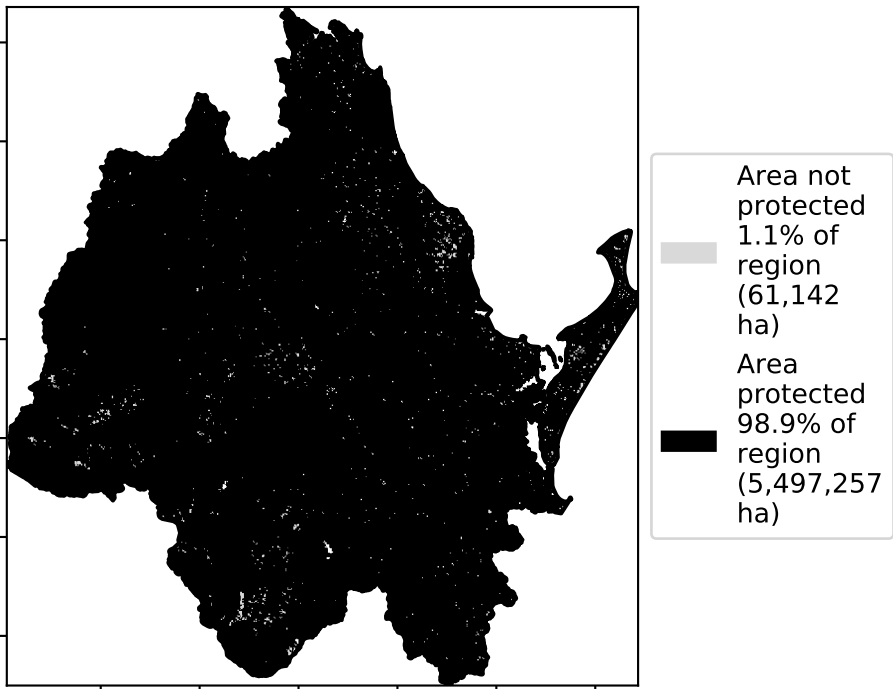 Area not
protected
1.1% of
region
(61,142
ha)
Area
protected
98.9% of
region
(5,497,257
ha)